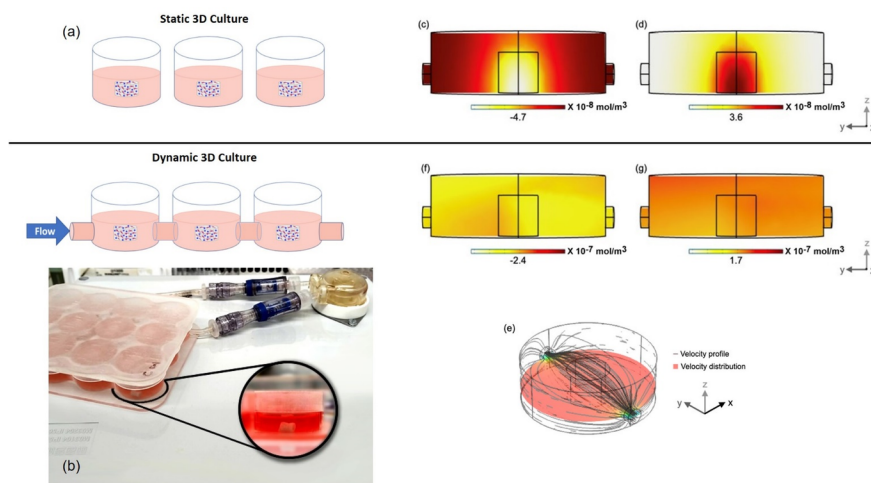 Static 3D Culture
(a)
(c)
(d)
X 10-8 mol/m3
-4.7
X 10-8 mol/m3
3.6
z
y
x
Dynamic 3D Culture
Flow
(f)
(g)
X 10-7 mol/m3
-2.4
X 10-7 mol/m3
1.7
z
y
x
(e)
Velocity profile
Velocity distribution
z
y
x
(b)